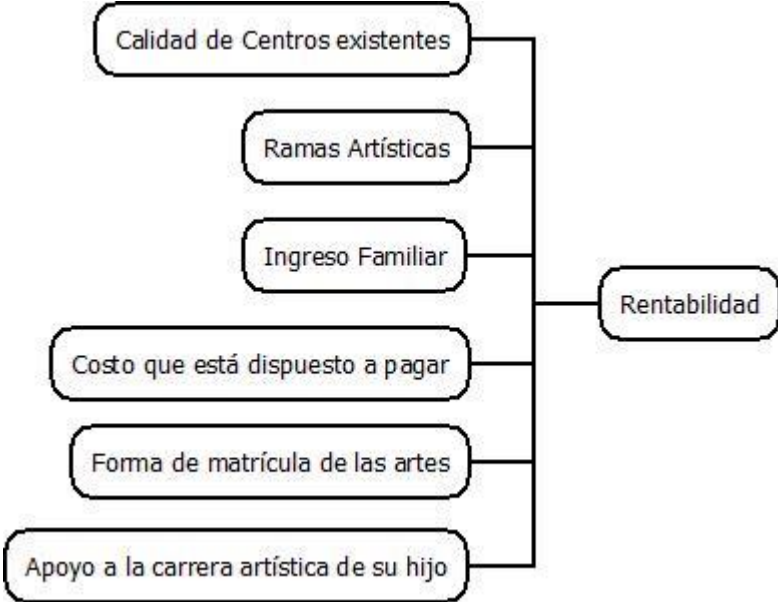 Calidad de Centros existentes
Ramas Artísticas
Ingreso Familiar
Rentabilidad
Costo que está dispuesto a pagar
Forma de matrícula de las artes
Apoyo a la carrera artística de su hijo